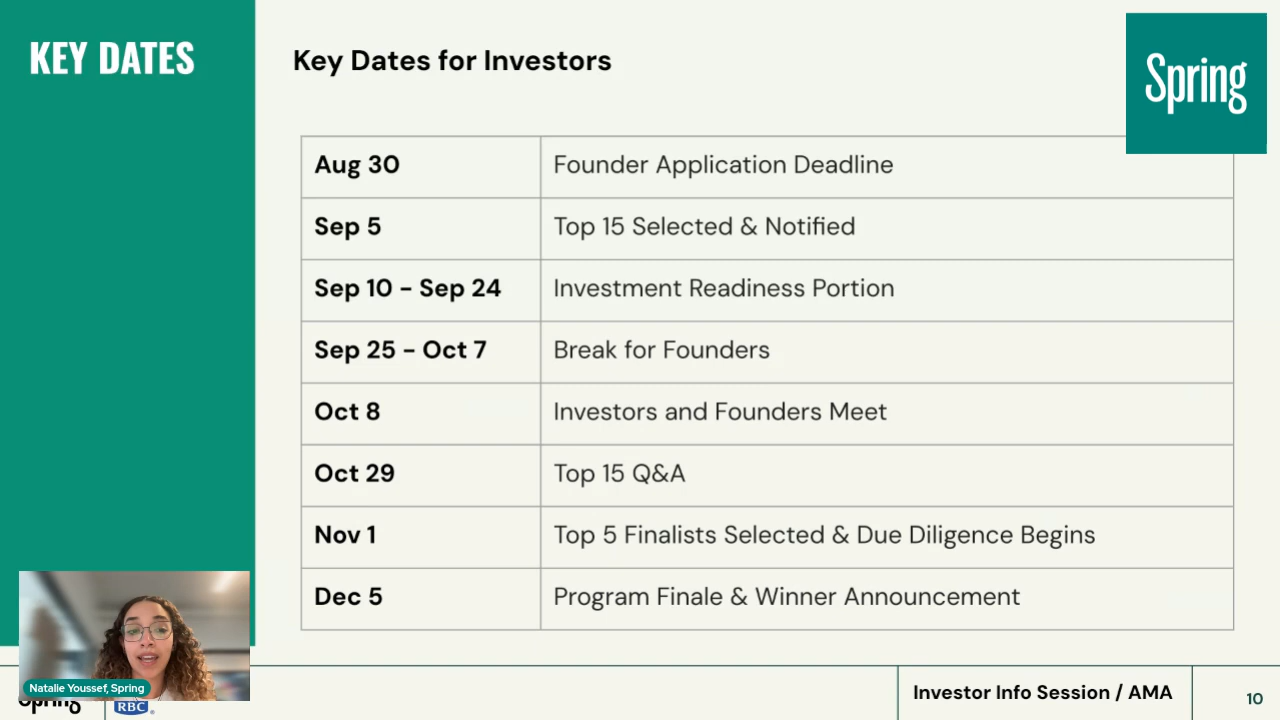 KEY DATES
Key Dates for Investors
Spring
Aug 30 Founder Application Deadline
Sep 5 Top 15 Selected & Notified
Sep 10 – Sep 24 Investment Readiness Portion
Sep 25 – Oct 7 Break for Founders
Oct 8 Investors and Founders Meet
Oct 29 Top 15 Q&A
Nov 1 Top 5 Finalists Selected & Due Diligence Begins
Dec 5 Program Finale & Winner Announcement
Natalie Youssef, Spring
Spring
RBC ®
Investor Info Session / AMA
10